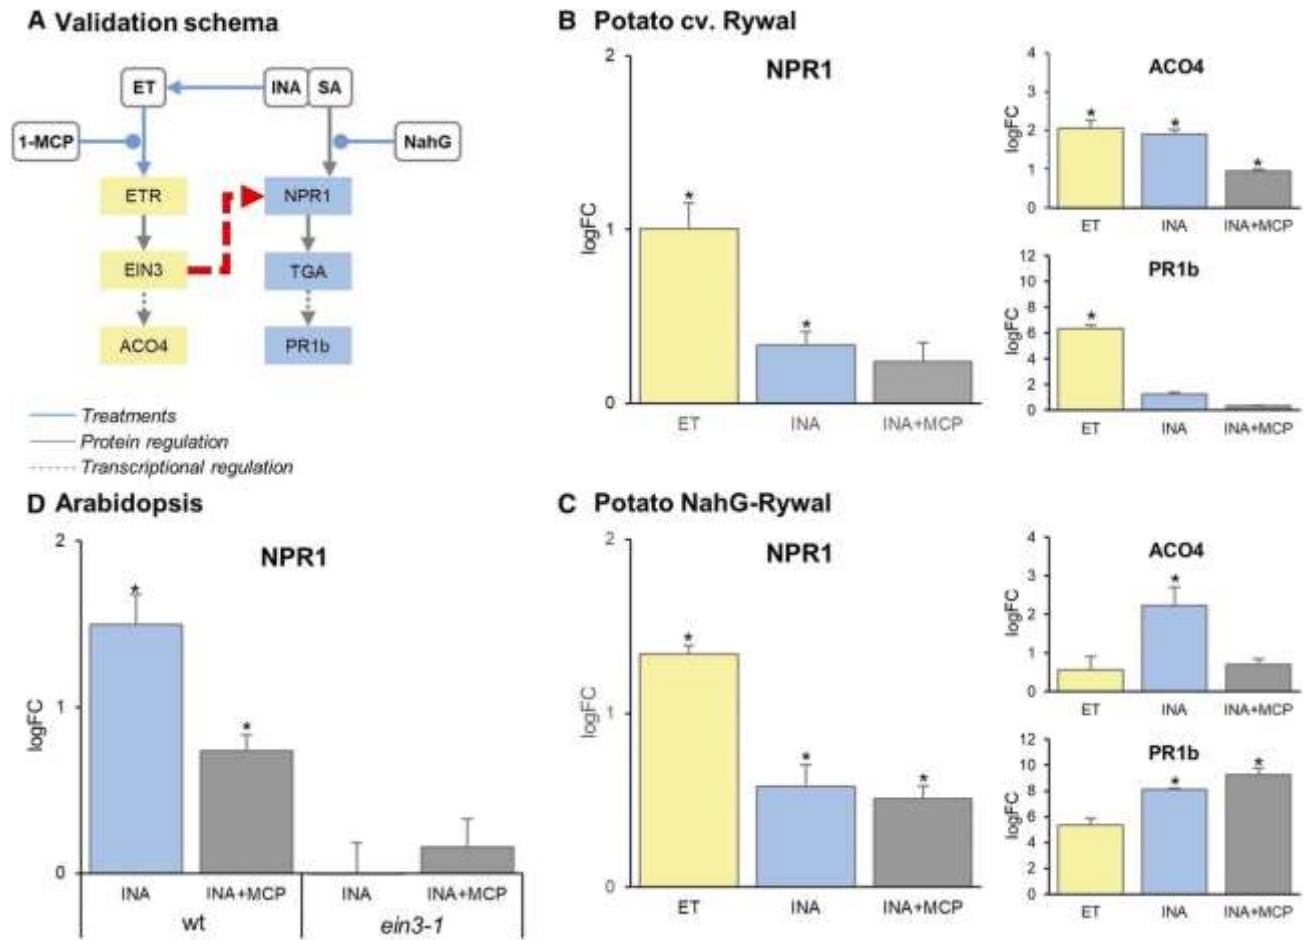 A Validation schema
ET
INA
SA
1-MCP
NahG
ETR
NPR1
EIN3
TGA
ACO4
PR1b
Treatments
Protein regulation
Transcriptional regulation
B Potato cv. Rywal
NPR1
2
1
0
logFC
*
*
ET
INA
INA+MCP
ACO4
4
3
2
1
0
logFC
*
*
*
ET
INA
INA+MCP
PR1b
12
10
8
6
4
2
0
logFC
*
ET
INA
INA+MCP
D Arabidopsis
NPR1
2
1
0
logFC
*
*
INA
INA+MCP
INA
INA+MCP
wt
ein3-1
C Potato NahG-Rywal
NPR1
2
1
0
logFC
*
*
*
ET
INA
INA+MCP
ACO4
4
3
2
1
0
logFC
*
ET
INA
INA+MCP
PR1b
12
10
8
6
4
2
0
logFC
*
*
ET
INA
INA+MCP